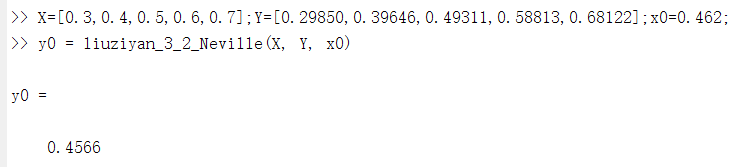 >> X=[0.3,0.4,0.5,0.6,0.7];Y=[0.29850,0.39646,0.49311,0.58813,0.68122];x0=0.462;
>> y0 = liuziyan_3_2_Neville(X, Y, x0)
y0 =
0.4566